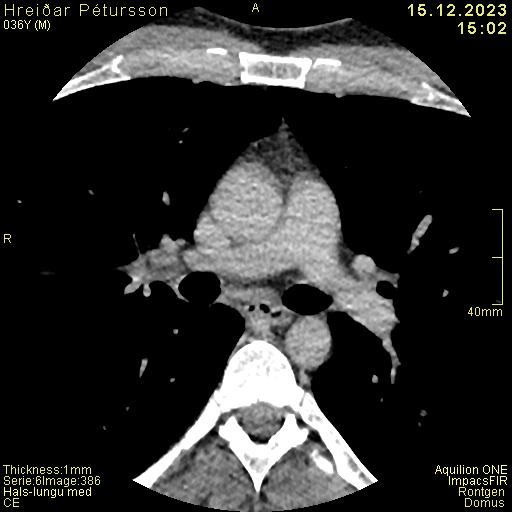 Hreiðar Pétursson
036Y (M)
A
15.12.2023
15:02
R
40mm
Thickness:1mm
Serie:6Image:386
Hals-lungu med
CE
Aquilion ONE
ImpacsFIR
Rontgen
Domus